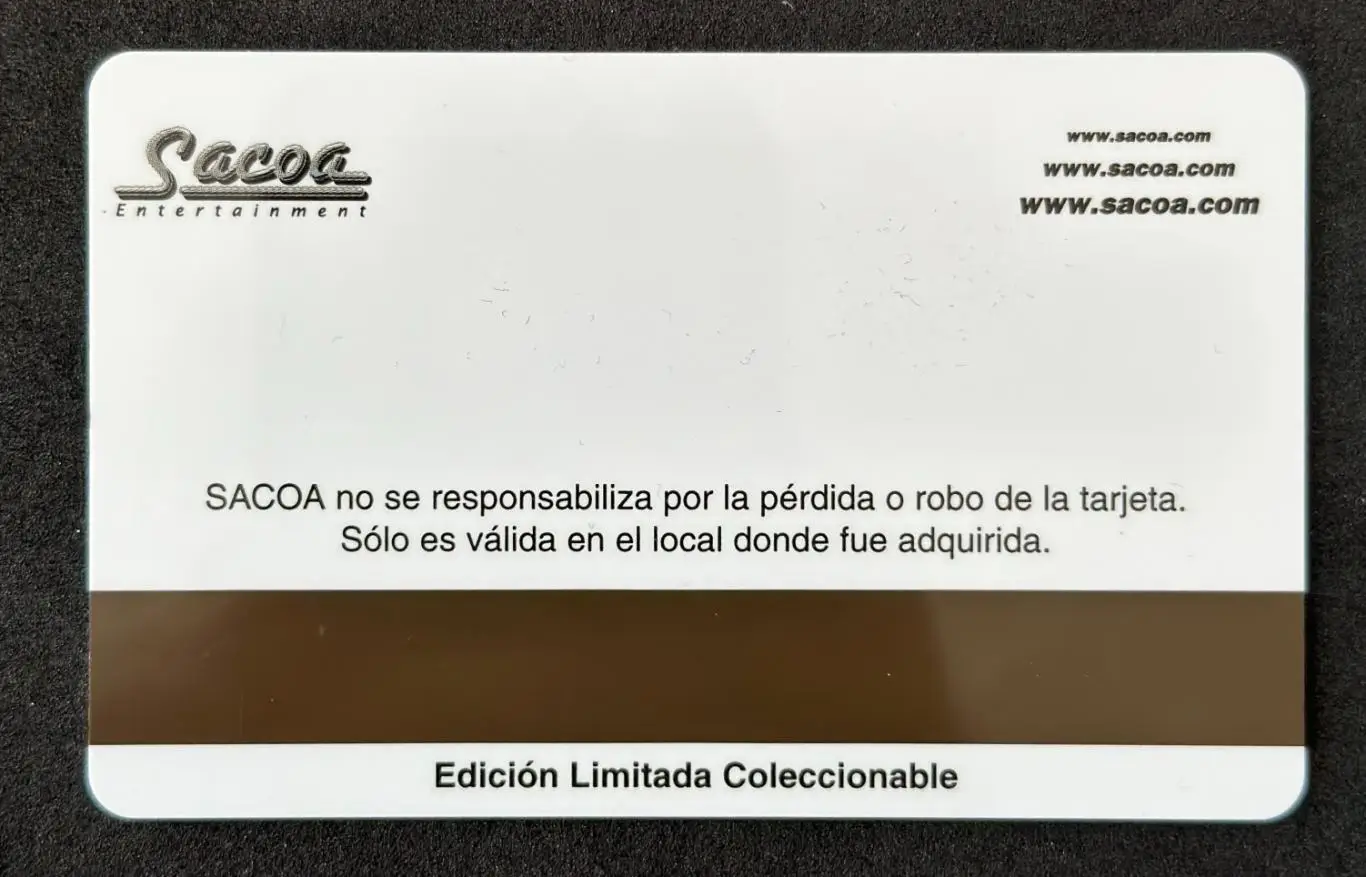 Sacoa
Entertainment
www.sacoa.com
www.sacoa.com
www.sacoa.com
SACOA no se responsabiliza por la pérdida o robo de la tarjeta.
Sólo es válida en el local donde fue adquirida.
Edición Limitada Coleccionable